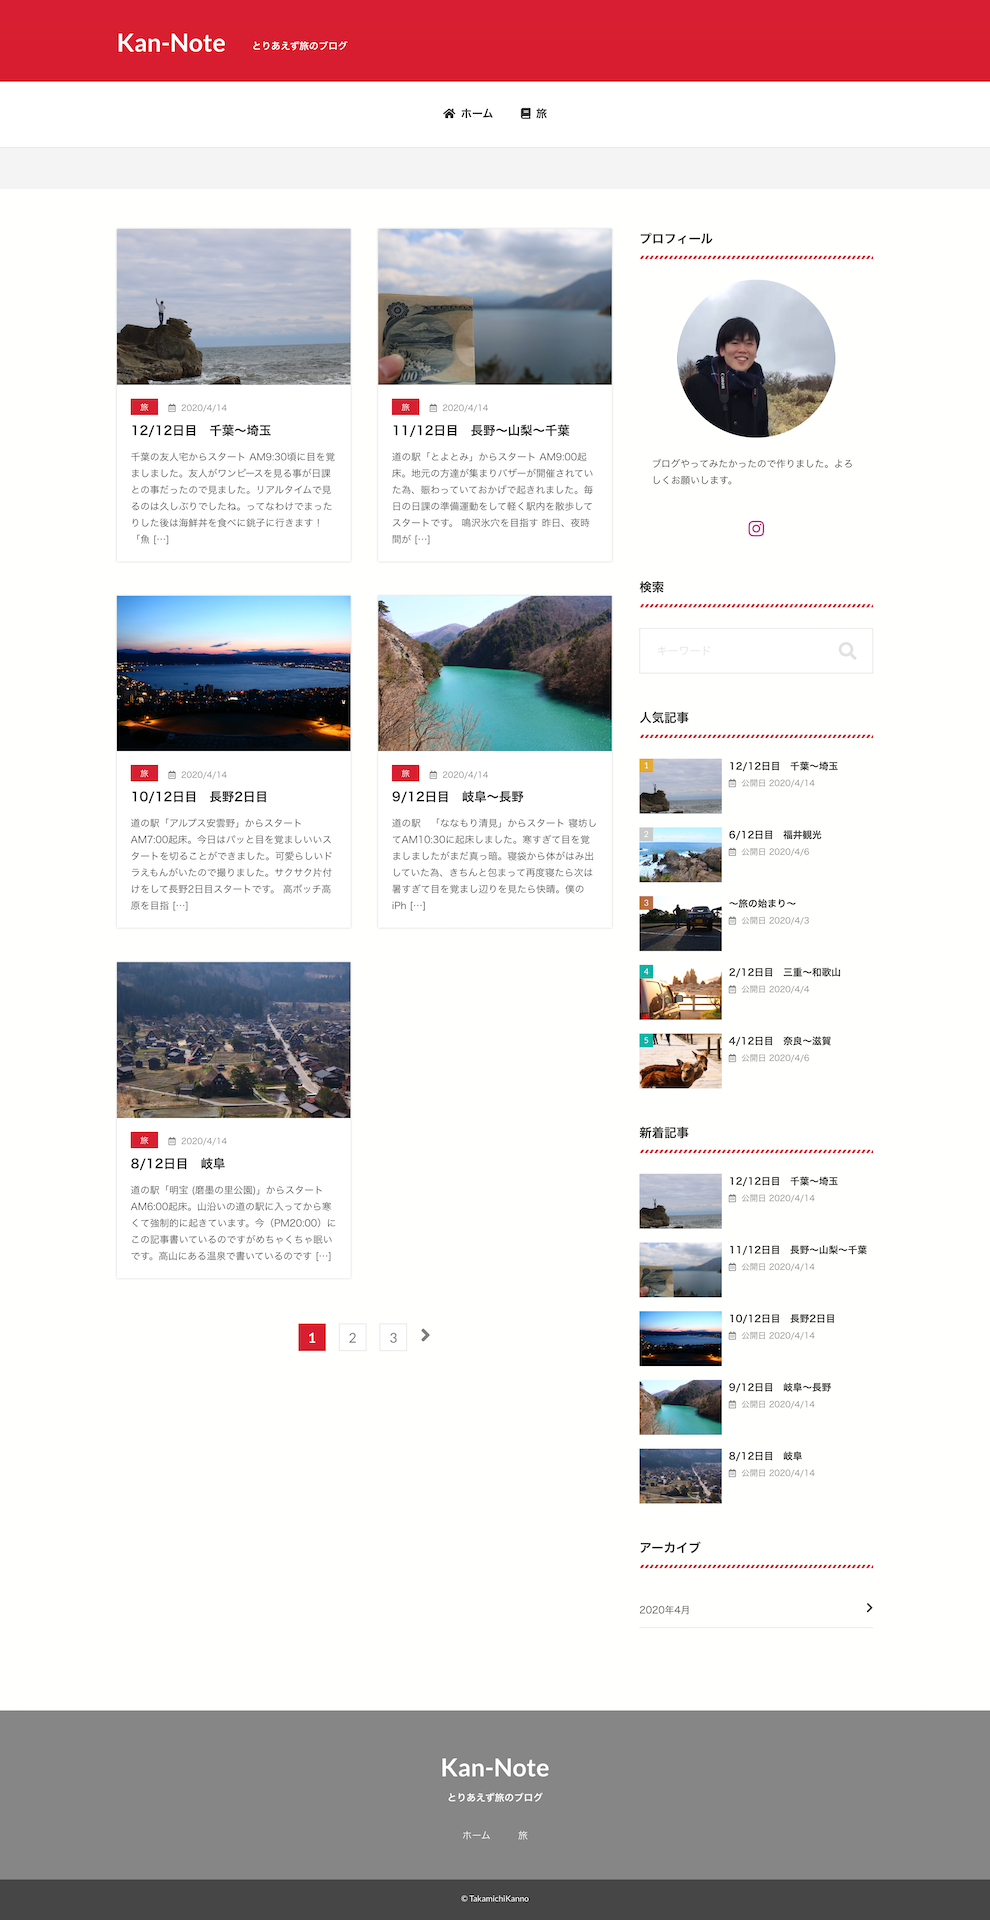 Kan-Note
とりあえず旅のブログ
ホーム
旅
旅
2020/4/14
12/12日目　千葉〜埼玉
千葉の友人宅からスタート AM9:30頃に目を覚
ましました。友人がワンピースを見る事が日課
との事だったので見ました。リアルタイムで見
るのは久しぶりでしたね。ってなわけでまった
りした後は海鮮丼を食べに銚子に行きます！
「魚 […]
旅
2020/4/14
11/12日目　長野〜山梨〜千葉
道の駅「とよとみ」からスタート AM9:00起
床。地元の方達が集まりバザーが開催されてい
た為、賑わっていておかげで起きれました。毎
日の日課の準備運動をして軽く駅内を散歩して
スタートです。 鳴沢氷穴を目指す 昨日、夜時
間が […]
旅
2020/4/14
10/12日目　長野2日目
道の駅「アルプス安雲野」からスタート
AM7:00起床。今日はパッと目を覚ましいいス
タートを切ることができました。可愛らしいド
ラえもんがいたので撮りました。サクサク片付
けをして長野2日目スタートです。 高ボッチ高
原を目指 […]
旅
2020/4/14
9/12日目　岐阜〜長野
道の駅　「ななもり清見」からスタート 寝坊し
てAM10:30に起床しました。寒すぎて目を覚
ましましたがまだ真っ暗。寝袋から体がはみ出
していた為、きちんと包まって再度寝たら次は
暑すぎて目を覚まし辺りを見たら快晴。僕の
iPh […]
旅
2020/4/14
8/12日目　岐阜
道の駅「明宝 (磨墨の里公園)」からスタート
AM6:00起床。山沿いの道の駅に入ってから寒
くて強制的に起きています。今（PM20:00）に
この記事書いているのですがめちゃくちゃ眠い
です。高山にある温泉で書いているのです […]
1
2
3
プロフィール
ブログやってみたかったので作りました。よろ
しくお願いします。
検索
キーワード
人気記事
1
12/12日目　千葉〜埼玉
公開日 2020/4/14
2
6/12日目　福井観光
公開日 2020/4/6
3
〜旅の始まり〜
公開日 2020/4/3
4
2/12日目　三重〜和歌山
公開日 2020/4/4
5
4/12日目　奈良〜滋賀
公開日 2020/4/6
新着記事
12/12日目　千葉〜埼玉
公開日 2020/4/14
11/12日目　長野〜山梨〜千葉
公開日 2020/4/14
10/12日目　長野2日目
公開日 2020/4/14
9/12日目　岐阜〜長野
公開日 2020/4/14
8/12日目　岐阜
公開日 2020/4/14
アーカイブ
2020年4月
Kan-Note
とりあえず旅のブログ
ホーム
旅
© TakamichiKanno